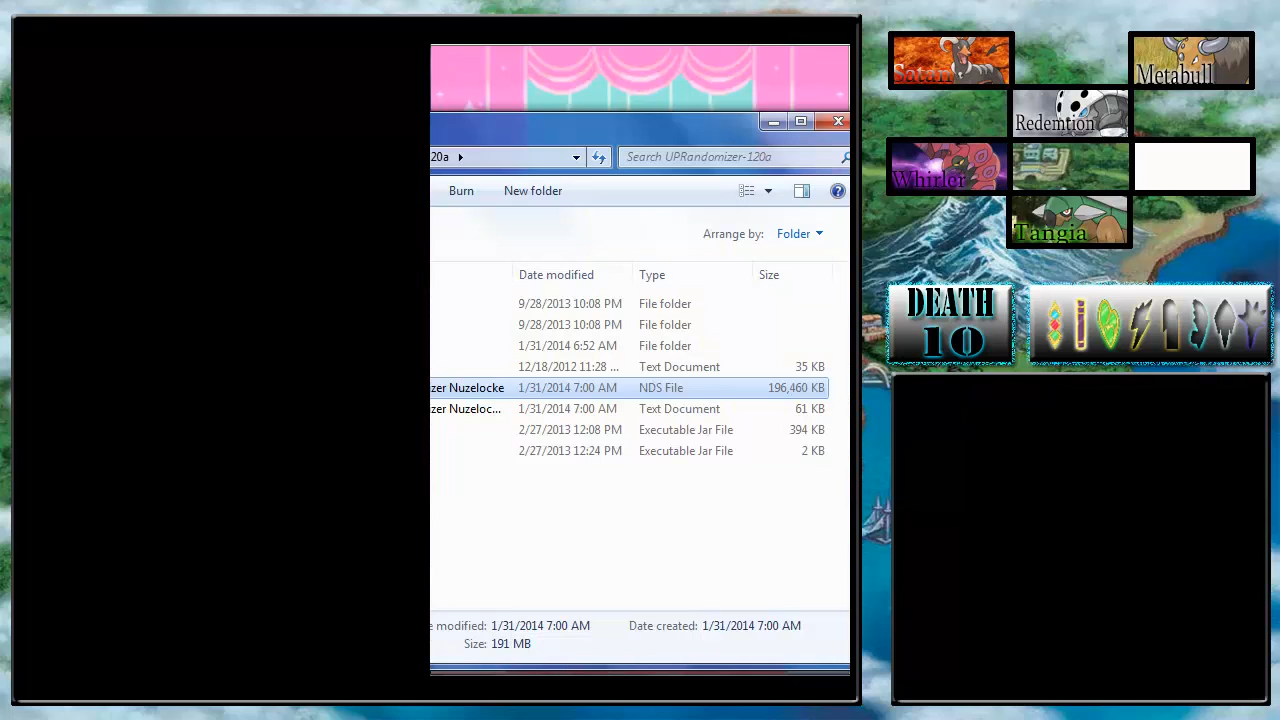 20a
Search UPRandomizer-120a
Burn
New folder
Arrange by:
Folder
Date modified
Type
Size
9/28/2013 10:08 PM
File folder
9/28/2013 10:08 PM
File folder
1/31/2014 6:52 AM
File folder
12/18/2012 11:28 ...
Text Document
35 KB
zer Nuzelocke
1/31/2014 7:00 AM
NDS File
196,460 KB
zer Nuzeloc...
1/31/2014 7:00 AM
Text Document
61 KB
2/27/2013 12:08 PM
Executable Jar File
394 KB
2/27/2013 12:24 PM
Executable Jar File
2 KB
e modified: 1/31/2014 7:00 AM
Date created: 1/31/2014 7:00 AM
Size: 191 MB
Satan
Metabull
Redemtion
Whirler
Tangia
DEATH
10